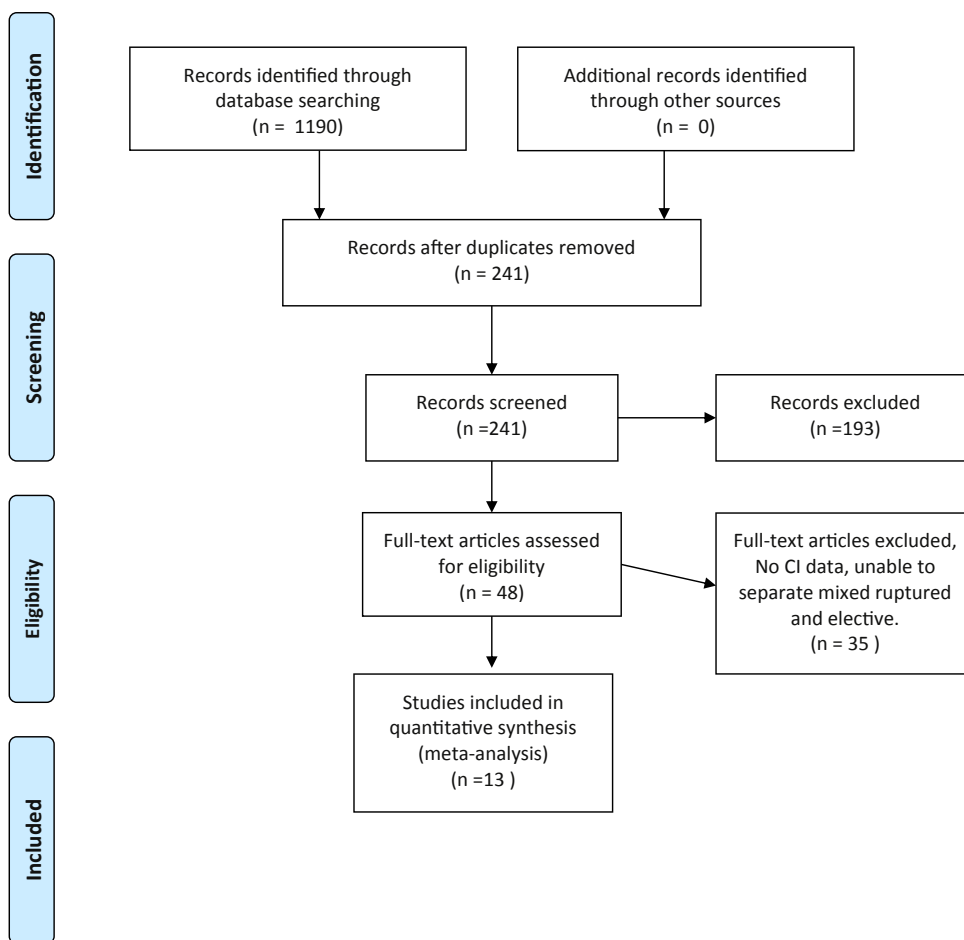 Identification
Records identified through
database searching
(n = 1190)
Additional records identified
through other sources
(n = 0)
Records after duplicates removed
(n = 241)
Screening
Records screened
(n =241)
Records excluded
(n =193)
Eligibility
Full-text articles assessed
for eligibility
(n = 48)
Full-text articles excluded,
No CI data, unable to
separate mixed ruptured
and elective.
(n = 35 )
Included
Studies included in
quantitative synthesis
(meta-analysis)
(n =13 )